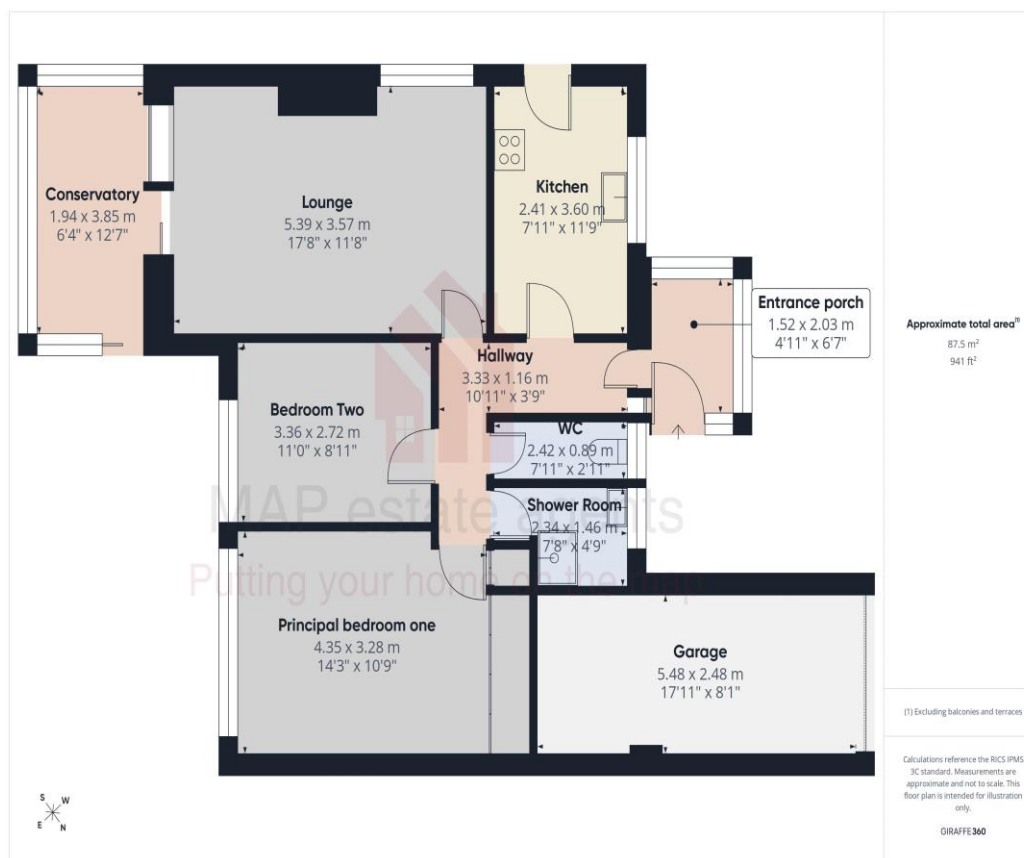 Conservatory
1.94 x 3.85 m
6'4" x 12'7"
Lounge
5.39 x 3.57 m
17'8" x 11'8"
Kitchen
2.41 x 3.60 m
7'11" x 11'9"
Entrance porch
1.52 x 2.03 m
4'11" x 6'7"
Hallway
3.33 x 1.16 m
10'11" x 3'9"
Bedroom Two
3.36 x 2.72 m
11'0" x 8'11"
WC
2.42 x 0.89 m
7'11" x 2'11"
MAP estate agents
Putting your home on the map
Shower Room
2.34 x 1.46 m
7'8" x 4'9"
Principal bedroom one
4.35 x 3.28 m
14'3" x 10'9"
Garage
5.48 x 2.48 m
17'11" x 8'1"
S W
E N
Approximate total area(1)
87.5 m²
941 ft²
(1) Excluding balconies and terraces
Calculations reference the RICS IPMS
3C standard. Measurements are
approximate and not to scale. This
floor plan is intended for illustration
only.
GIRAFFE360